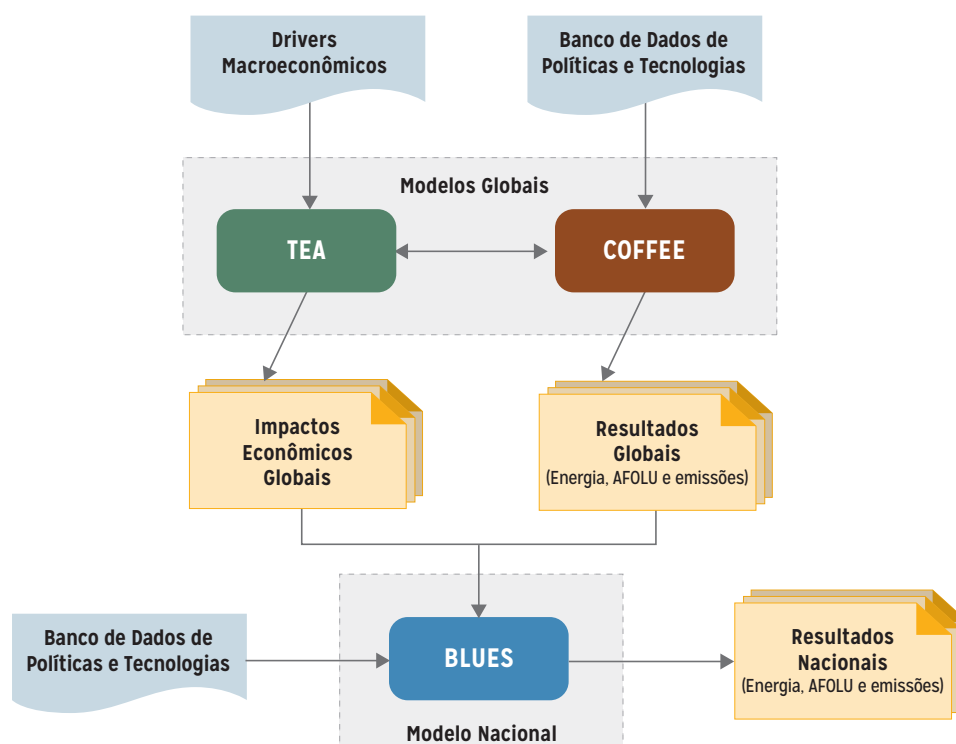 Drivers
Macroeconômicos
Banco de Dados de
Políticas e Tecnologias
Modelos Globais
TEA
COFFEE
Impactos
Econômicos
Globais
Resultados
Globais
(Energia, AFOLU e emissões)
Banco de Dados de
Políticas e Tecnologias
BLUES
Resultados
Nacionais
(Energia, AFOLU e emissões)
Modelo Nacional